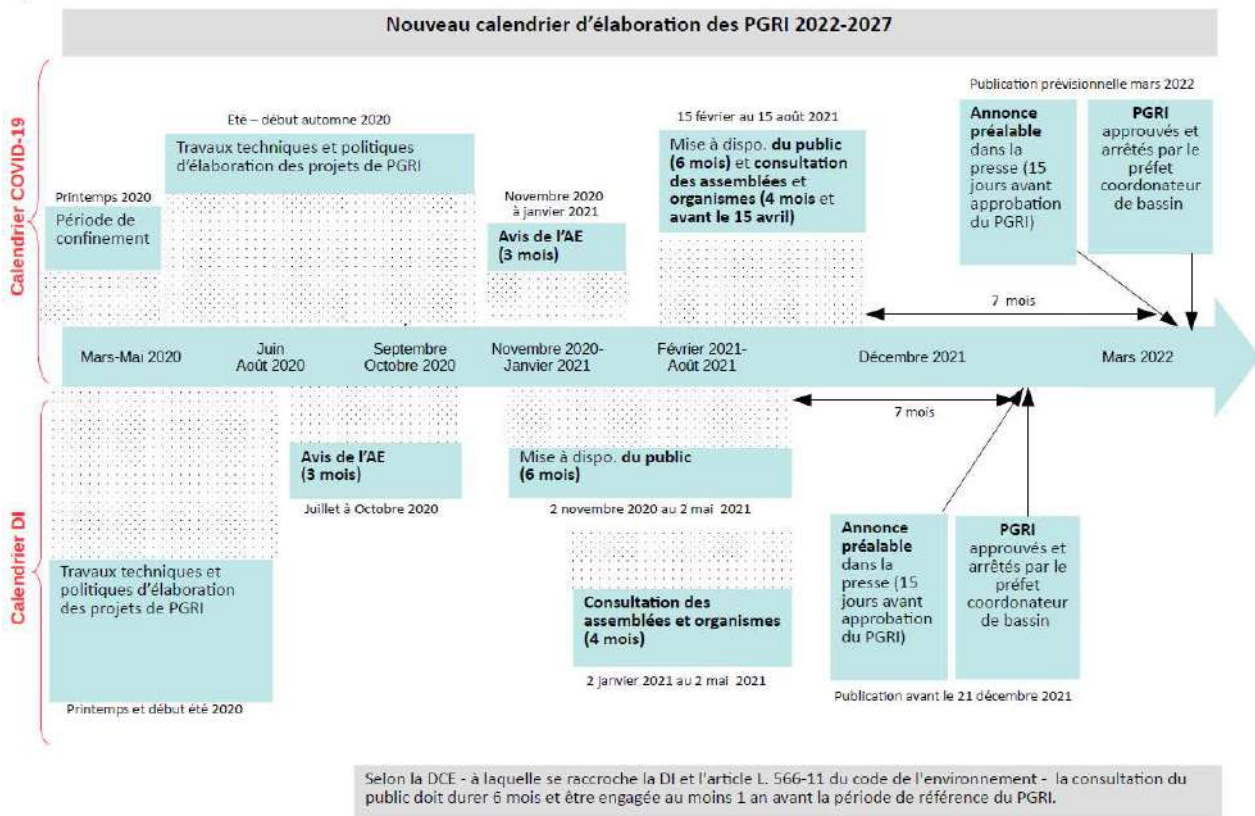 Nouveau calendrier d'élaboration des PGRI 2022-2027
Calendrier COVID-19
Printemps 2020
Période de
confinement
Eté – début automne 2020
Travaux techniques et politiques
d'élaboration des projets de PGRI
Novembre 2020
à janvier 2021
Avis de l'AE
(3 mois)
15 février au 15 août 2021
Mise à dispo. du public
(6 mois) et consultation
des assemblées et
organismes (4 mois et
avant le 15 avril)
Publication prévisionnelle mars 2022
Annonce
préalable
dans la
presse (15
jours avant
approbation
du PGRI)
PGRI
approuvés et
arrêtés par le
préfet
coordonateur
de bassin
7 mois
Mars-Mai 2020
Juin
Août 2020
Septembre
Octobre 2020
Novembre 2020-
Janvier 2021
Février 2021-
Août 2021
Décembre 2021
Mars 2022
Calendrier DI
Travaux techniques et
politiques d'élaboration
des projets de PGRI
Printemps et début été 2020
Avis de l'AE
(3 mois)
Juillet à Octobre 2020
Mise à dispo. du public
(6 mois)
2 novembre 2020 au 2 mai 2021
Consultation des
assemblées et organismes
(4 mois)
2 janvier 2021 au 2 mai 2021
7 mois
Annonce
préalable
dans la
presse (15
jours avant
approbation
du PGRI)
PGRI
approuvés et
arrêtés par le
préfet
coordonateur
de bassin
Publication avant le 21 décembre 2021
Selon la DCE - à laquelle se raccroche la DI et l'article L. 566-11 du code de l'environnement - la consultation du
public doit durer 6 mois et être engagée au moins 1 an avant la période de référence du PGRI.